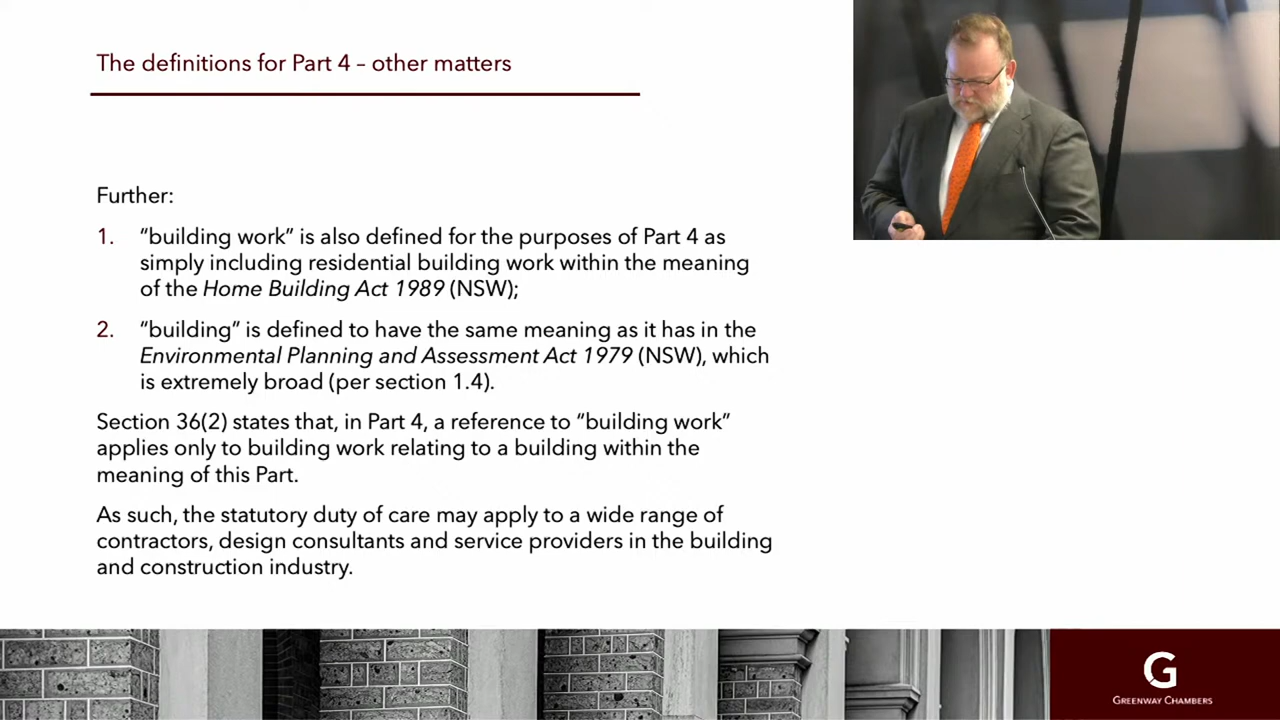 The definitions for Part 4 – other matters
Further:
1. “building work” is also defined for the purposes of Part 4 as
simply including residential building work within the meaning
of the Home Building Act 1989 (NSW);
2. “building” is defined to have the same meaning as it has in the
Environmental Planning and Assessment Act 1979 (NSW), which
is extremely broad (per section 1.4).
Section 36(2) states that, in Part 4, a reference to “building work”
applies only to building work relating to a building within the
meaning of this Part.
As such, the statutory duty of care may apply to a wide range of
contractors, design consultants and service providers in the building
and construction industry.
G
GREENWAY CHAMBERS